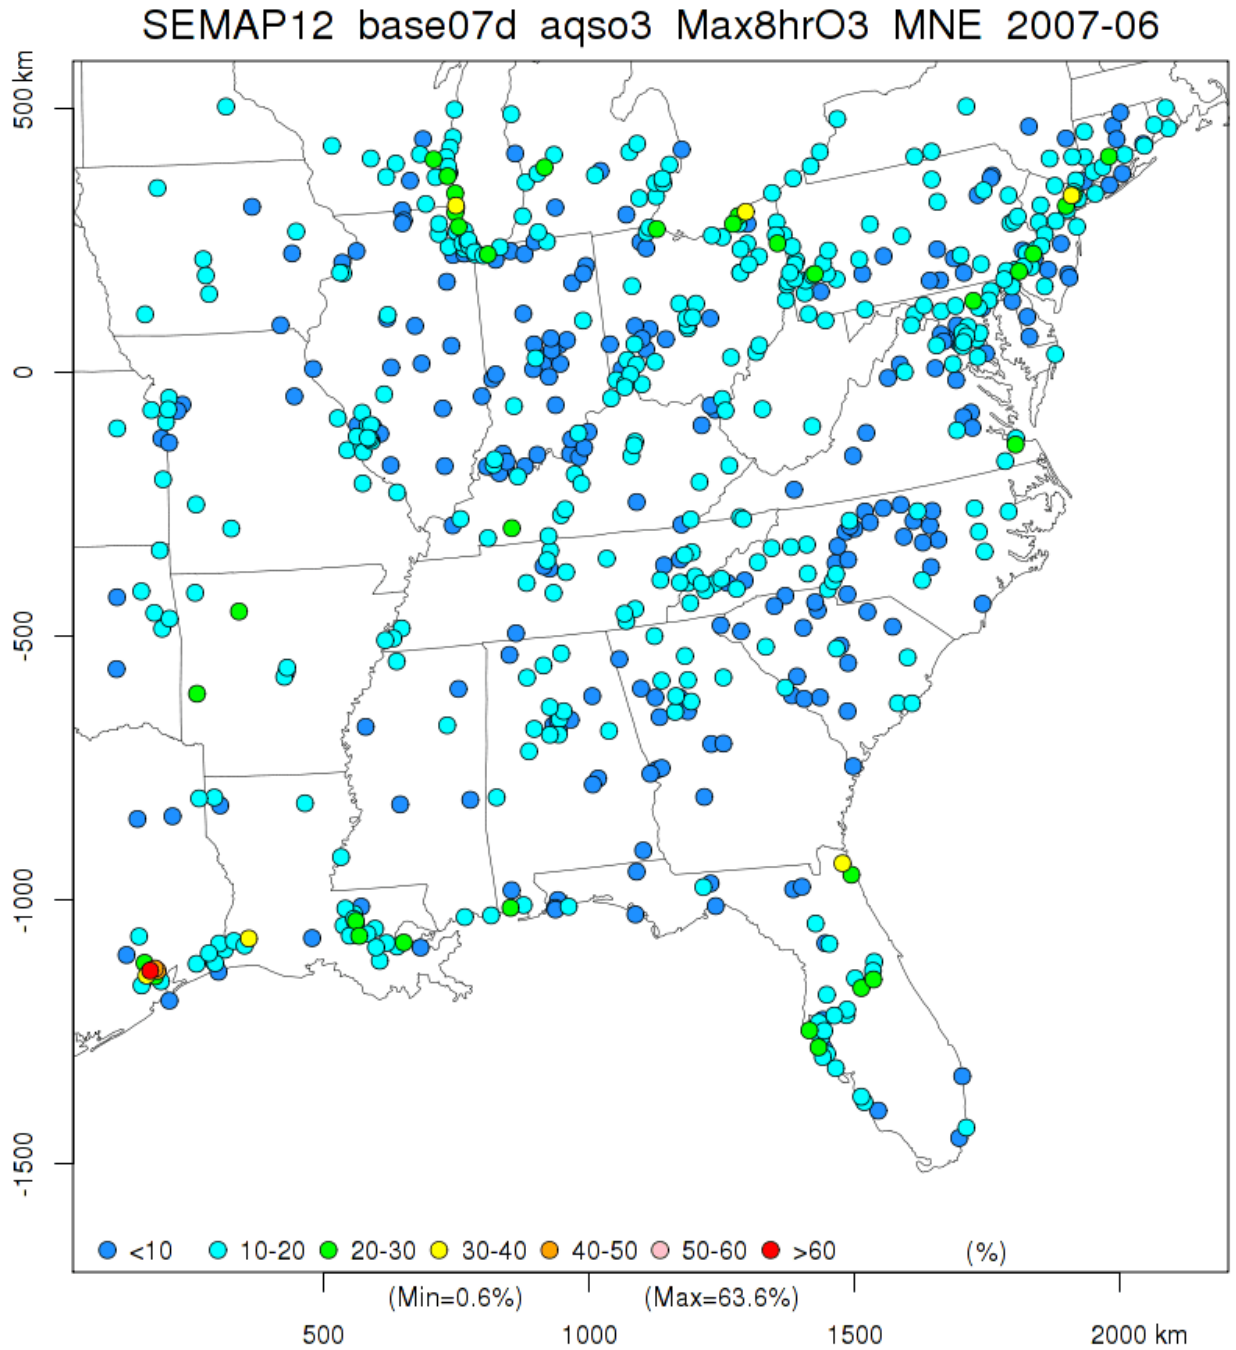 SEMAP12 base07d aqso3 Max8hrO3 MNE 2007-06
500 km
0
-500
-1000
-1500
<10 10-20 20-30 30-40 40-50 50-60 >60 (%)
(Min=0.6%) (Max=63.6%)
500 1000 1500 2000 km